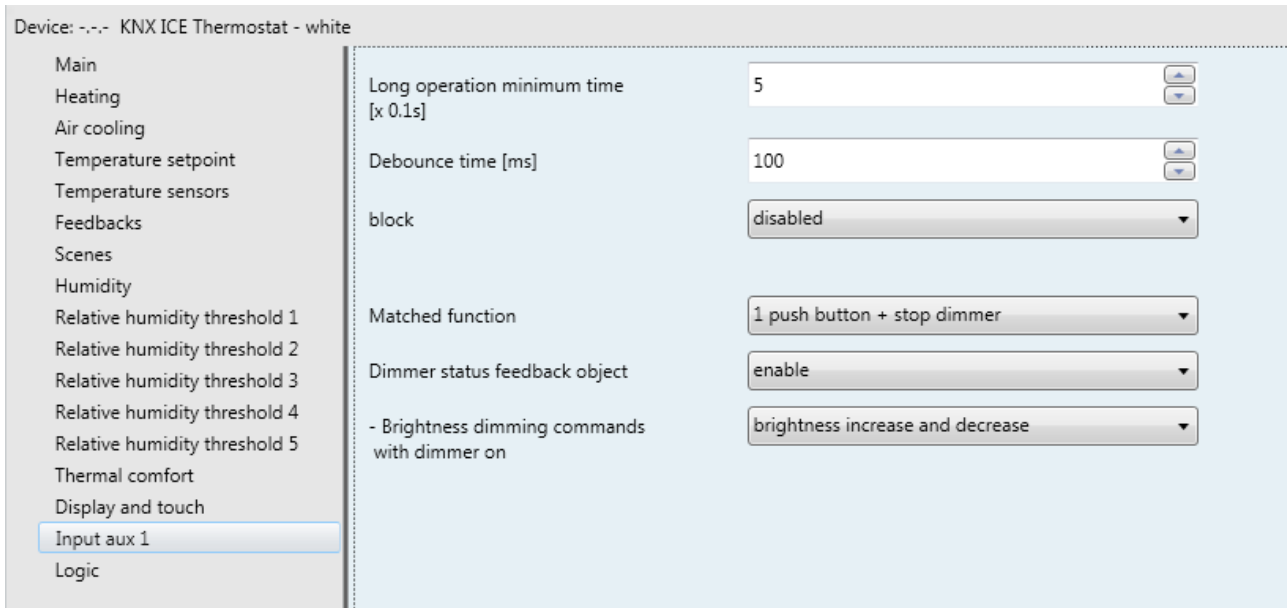 Device: -.-.- KNX ICE Thermostat - white
Main
Heating
Air cooling
Temperature setpoint
Temperature sensors
Feedbacks
Scenes
Humidity
Relative humidity threshold 1
Relative humidity threshold 2
Relative humidity threshold 3
Relative humidity threshold 4
Relative humidity threshold 5
Thermal comfort
Display and touch
Input aux 1
Logic
Long operation minimum time
[x 0.1s]
5
Debounce time [ms]
100
block
disabled
Matched function
1 push button + stop dimmer
Dimmer status feedback object
enable
- Brightness dimming commands
with dimmer on
brightness increase and decrease